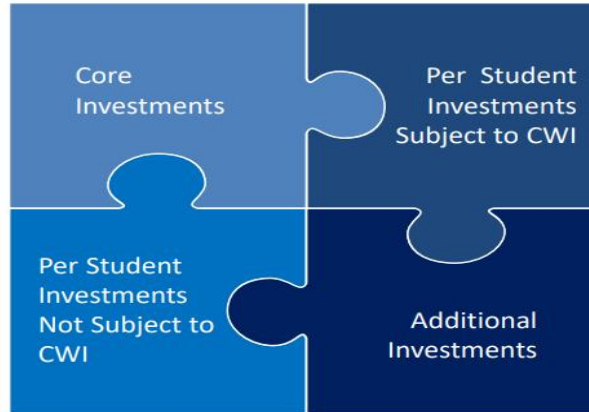 Core
Investments
Per Student
Investments
Subject to CWI
Per Student
Investments
Not Subject to
CWI
Additional
Investments